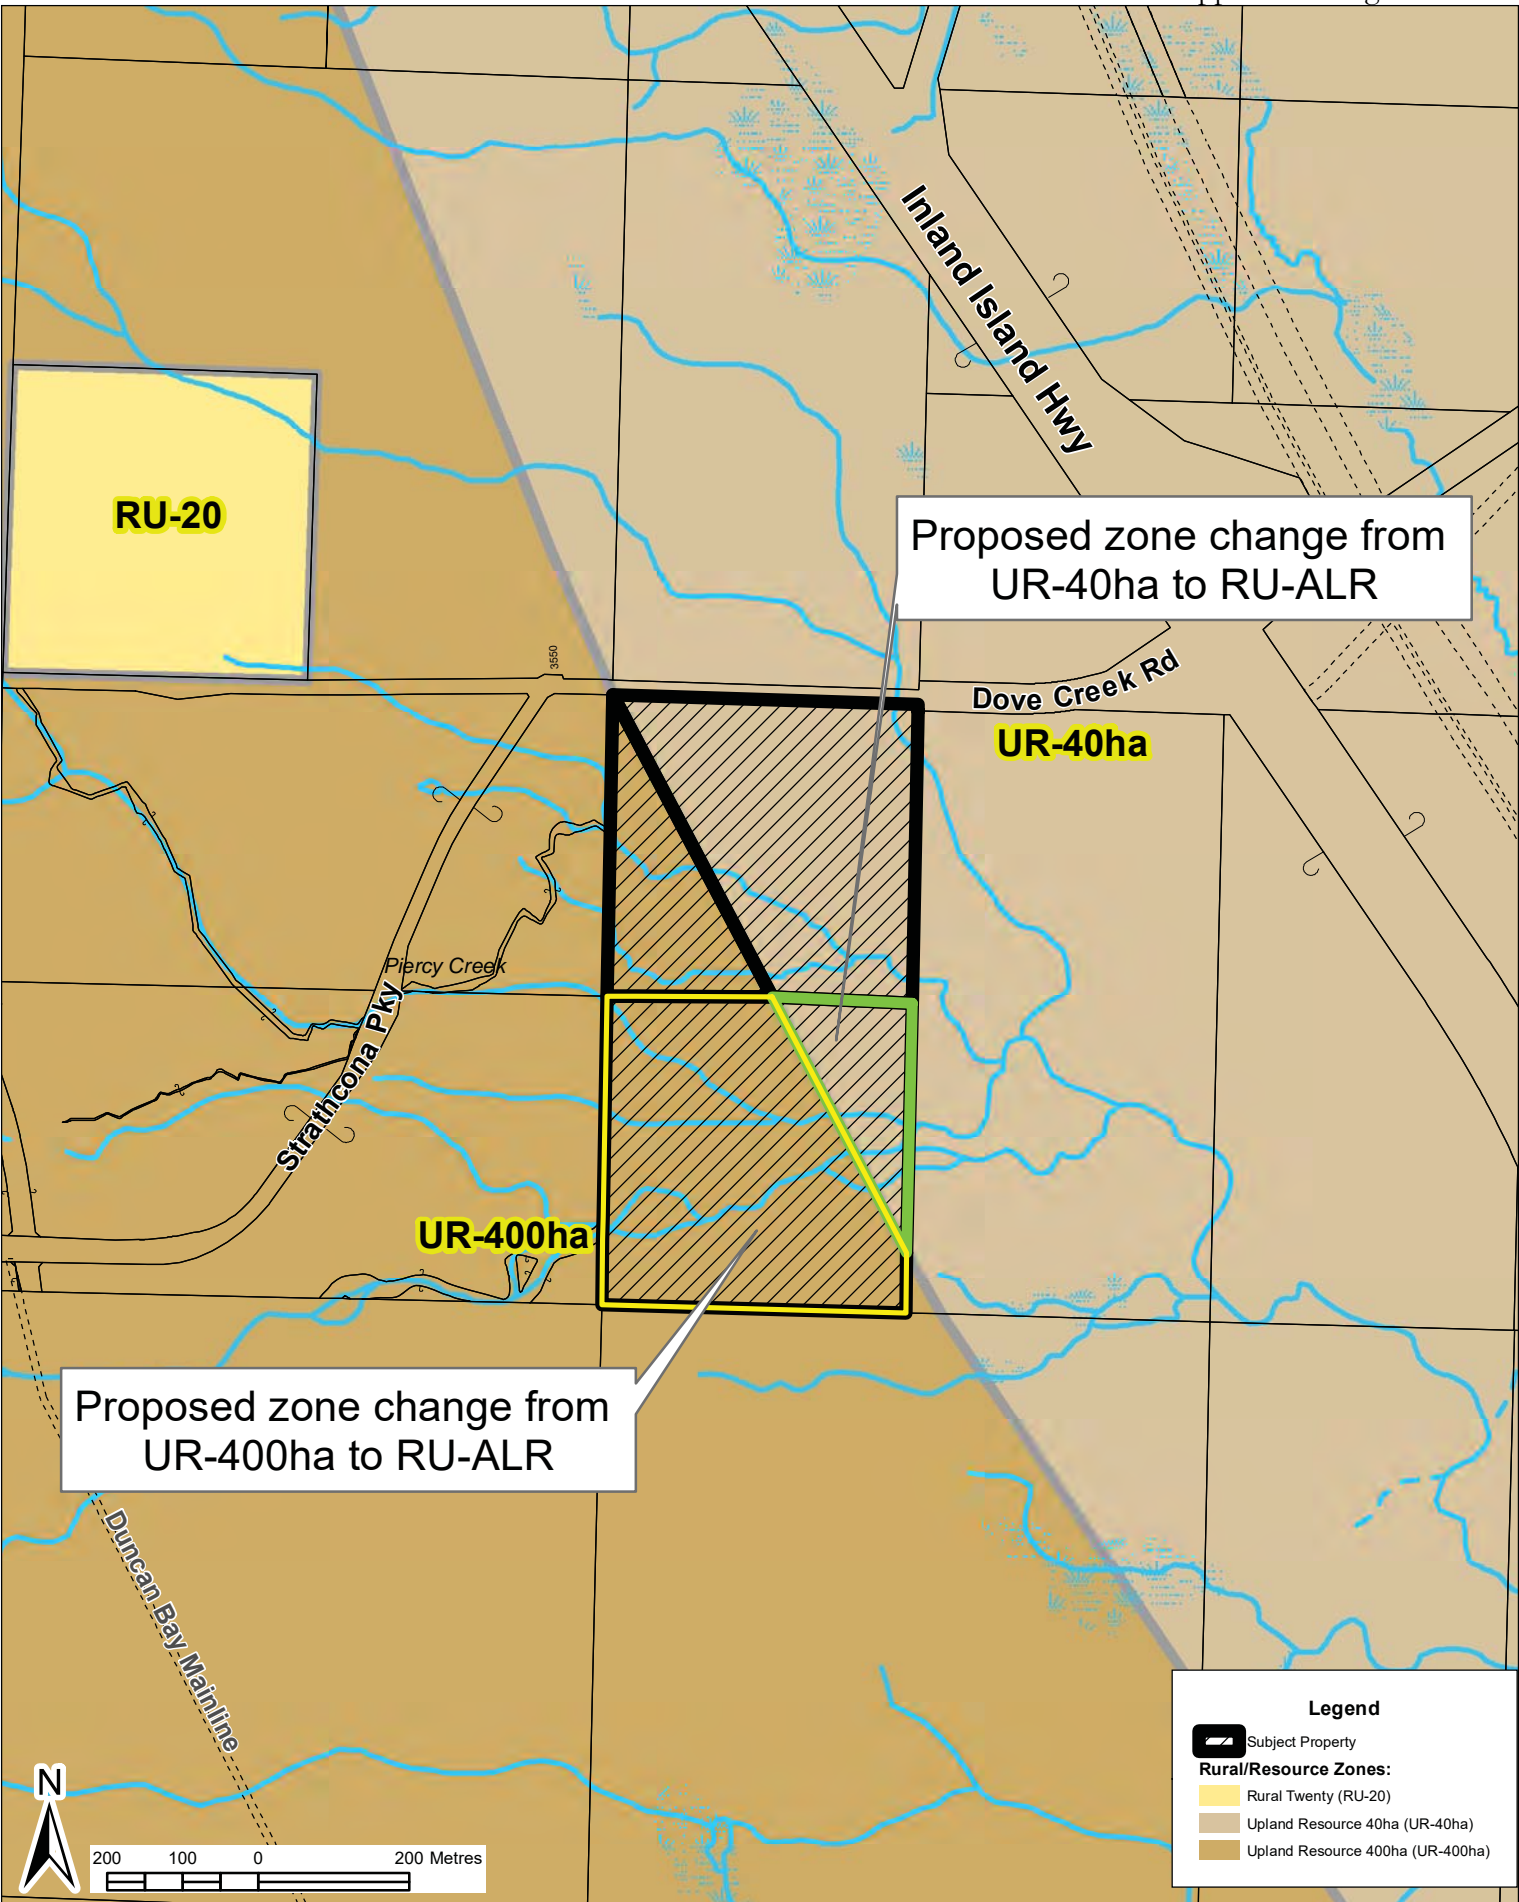 Inland Island Hwy
RU-20
Proposed zone change from
UR-40ha to RU-ALR
3550
Dove Creek Rd
UR-40ha
Piercy Creek
Strathcona Pky
UR-400ha
Proposed zone change from
UR-400ha to RU-ALR
Duncan Bay Mainline
N
200 100 0 200 Metres
Legend
Subject Property
Rural/Resource Zones:
Rural Twenty (RU-20)
Upland Resource 40ha (UR-40ha)
Upland Resource 400ha (UR-400ha)